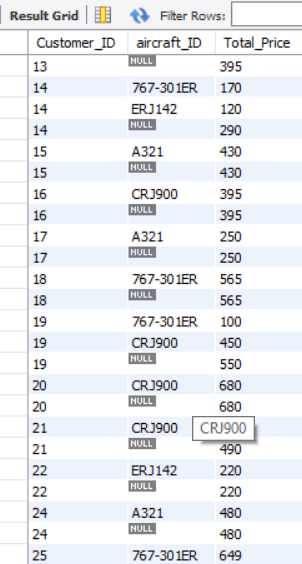 Result Grid Filter Rows:
Customer_ID aircraft_ID Total_Price
13 NULL 395
14 767-301ER 170
14 ERJ142 120
14 NULL 290
15 A321 430
15 NULL 430
16 CRJ900 395
16 NULL 395
17 A321 250
17 NULL 250
18 767-301ER 565
18 NULL 565
19 767-301ER 100
19 CRJ900 450
19 NULL 550
20 CRJ900 680
20 NULL 680
21 CRJ900 CRJ900
21 NULL 490
22 ERJ142 220
22 NULL 220
24 A321 480
24 NULL 480
25 767-301ER 649